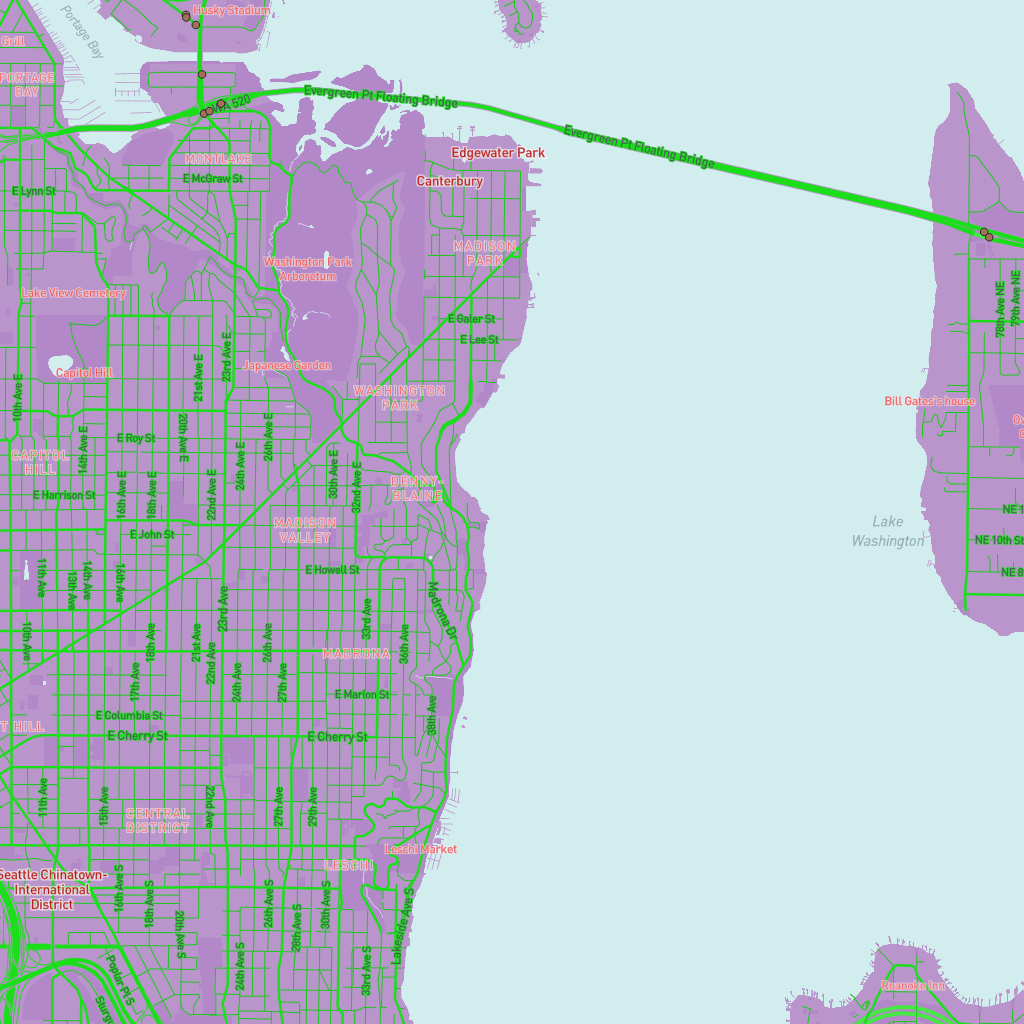 Husky Stadium
Portage Bay
Grill
PORTAGE
BAY
WA 520
Evergreen Pt Floating Bridge
Evergreen Pt Floating Bridge
MONTLAKE
E McGraw St
E Lynn St
Edgewater Park
Canterbury
MADISON
PARK
Washington Park
Arboretum
Lake View Cemetery
E Galer St
E Lee St
78th Ave NE
79th Ave NE
23rd Ave E
21st Ave E
Japanese Garden
Capitol Hill
10th Ave E
WASHINGTON
PARK
Bill Gates's house
20th Ave E
26th Ave E
E Roy St
14th Ave E
CAPITOL
HILL
24th Ave E
30th Ave E
32nd Ave E
DENNY-
BLAINE
16th Ave E
18th Ave E
22nd Ave E
E Harrison St
MADISON
VALLEY
E John St
Lake
Washington
NE 1
NE 10th St
NE 8
E Howell St
11th Ave
13th Ave
14th Ave
16th Ave
23rd Ave
33rd Ave
Madrona Dr
10th Ave
18th Ave
21st Ave
22nd Ave
26th Ave
36th Ave
MADRONA
17th Ave
24th Ave
27th Ave
E Marion St
38th Ave
E Columbia St
T HILL
E Cherry St
E Cherry St
11th Ave
15th Ave
22nd Ave
27th Ave
29th Ave
CENTRAL
DISTRICT
Leschi Market
LESCHI
Seattle Chinatown-
International
District
16th Ave S
18th Ave S
20th Ave S
26th Ave S
28th Ave S
30th Ave S
Lakeside Ave S
24th Ave S
33rd Ave S
Poplar Pl S
Sturg
Roanoke Inn